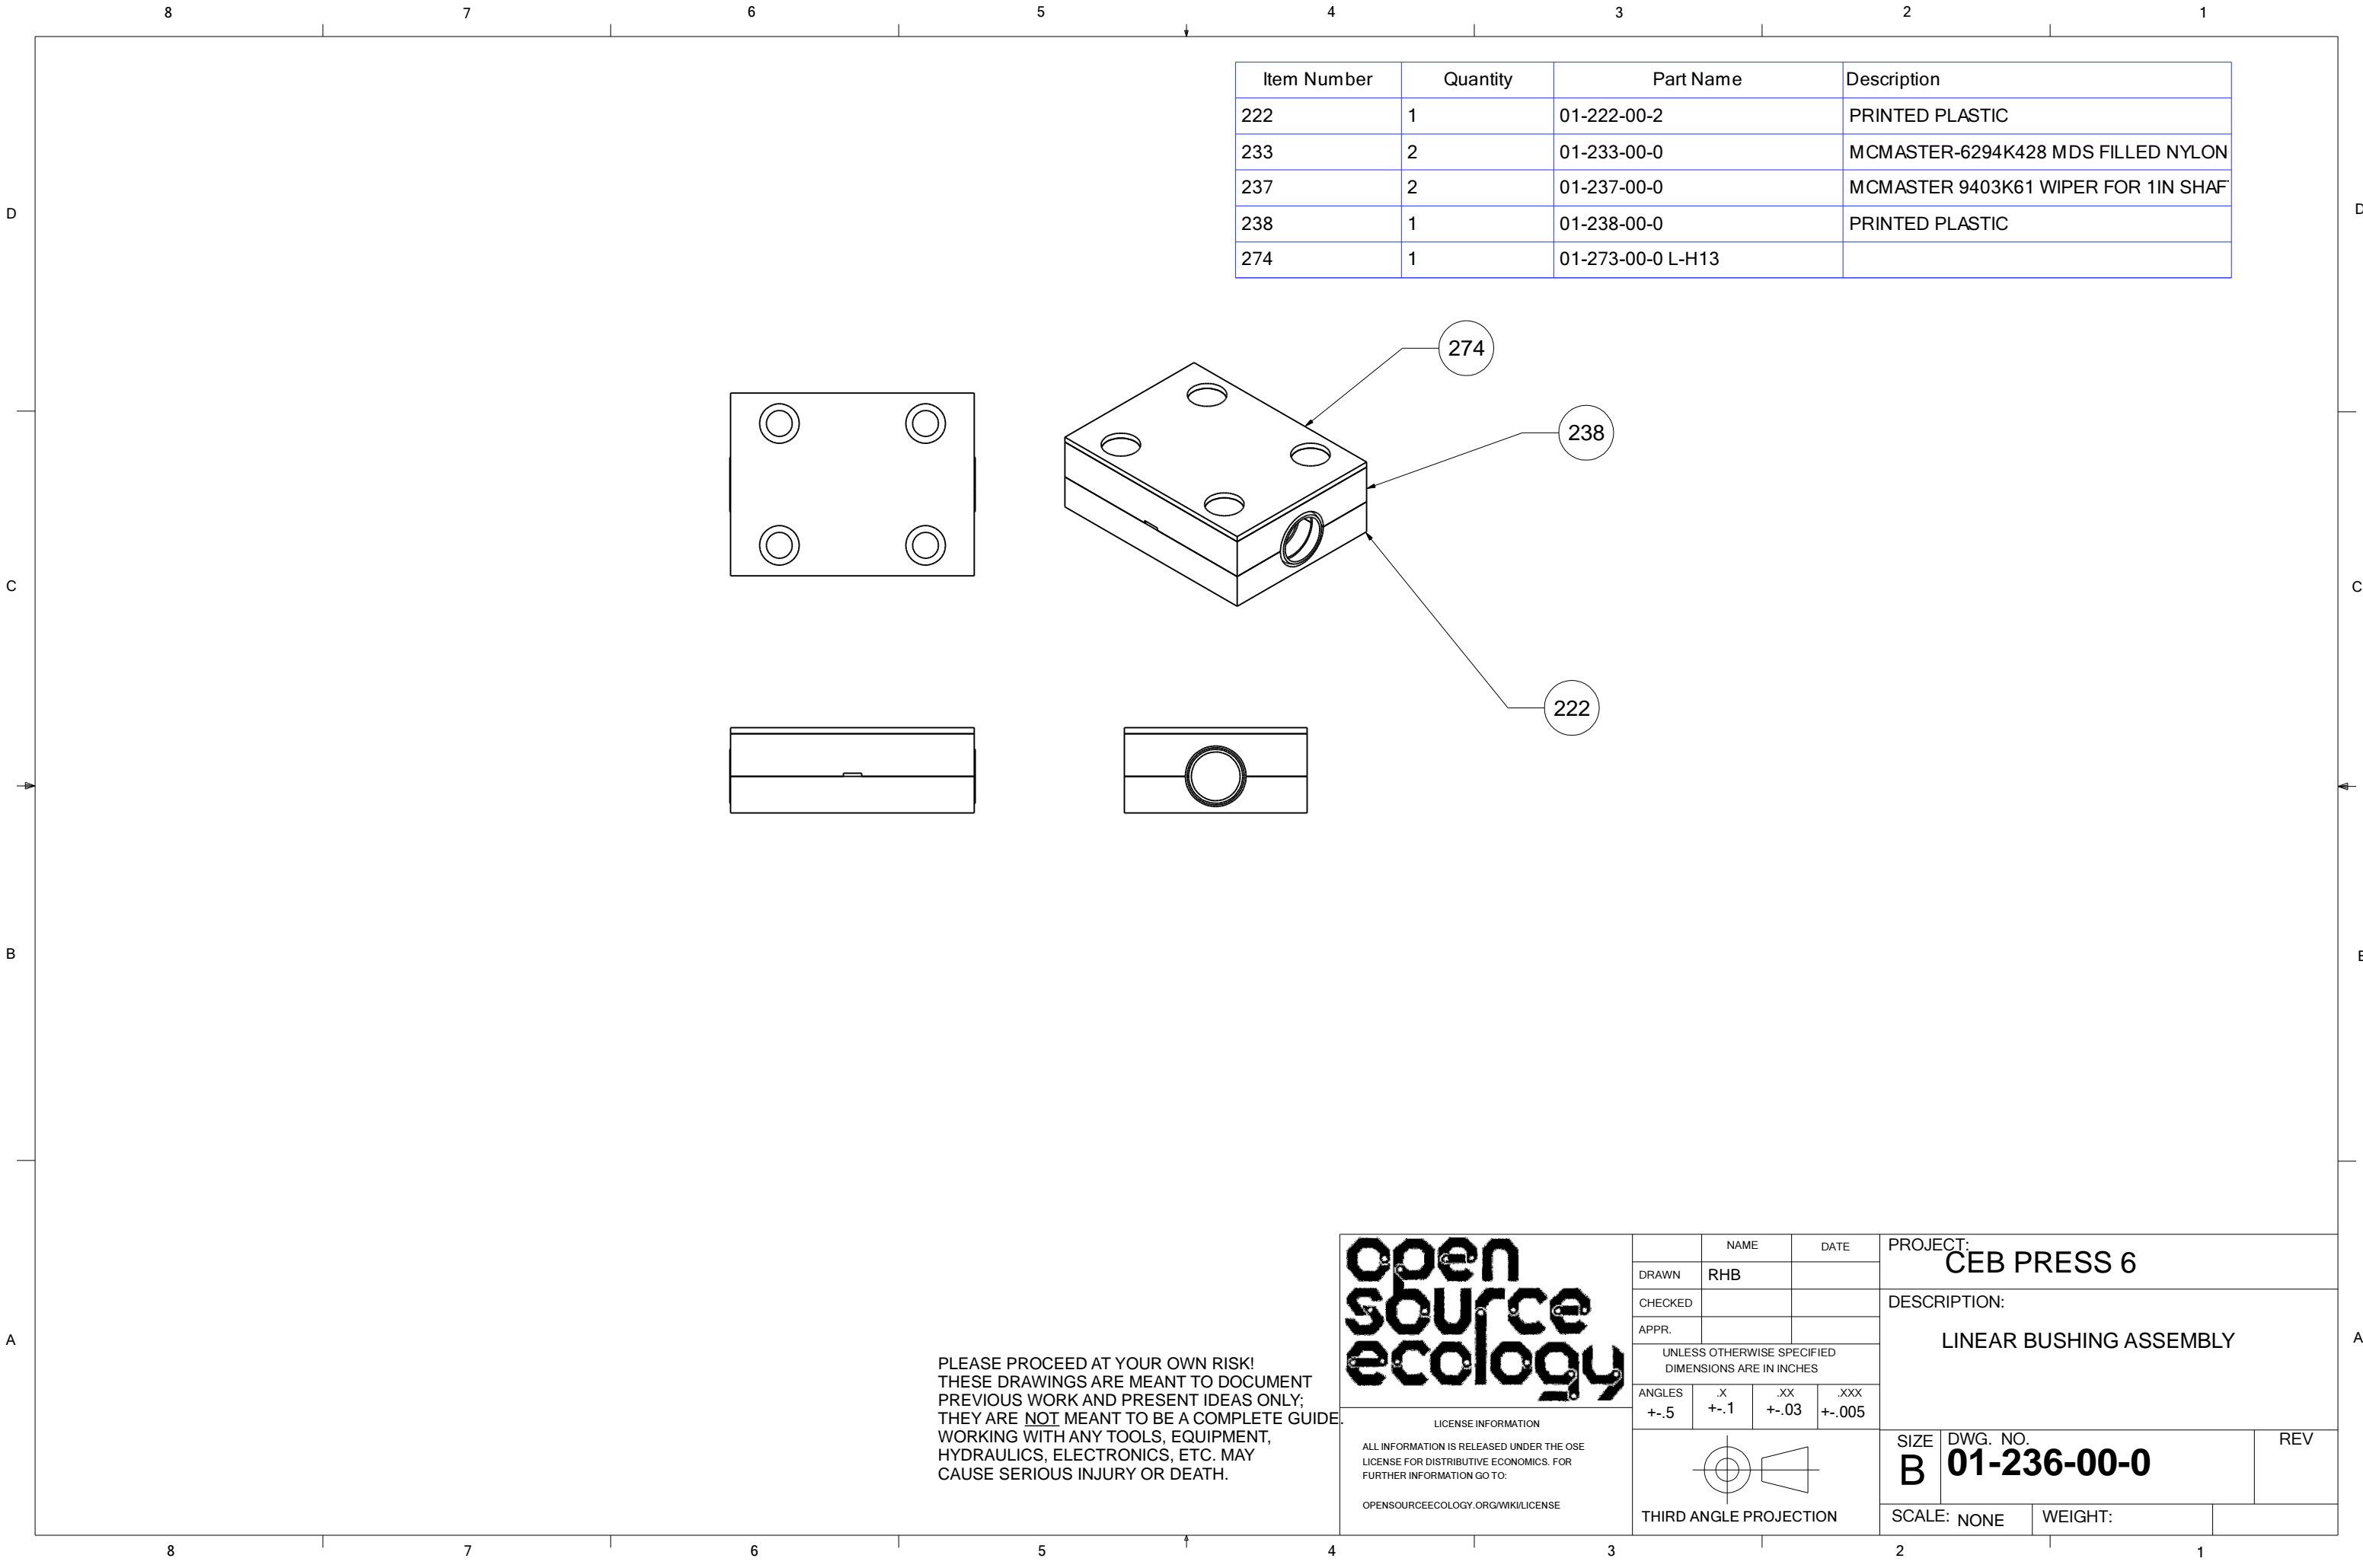 8 7 6 5 4 3 2 1
Item Number Quantity Part Name Description
222 1 01-222-00-2 PRINTED PLASTIC
233 2 01-233-00-0 MCMASTER-6294K428 MDS FILLED NYLON
237 2 01-237-00-0 MCMASTER 9403K61 WIPER FOR 1IN SHAF
238 1 01-238-00-0 PRINTED PLASTIC
274 1 01-273-00-0 L-H13
D D
274
238
C C
222
B B
A A
PLEASE PROCEED AT YOUR OWN RISK!
THESE DRAWINGS ARE MEANT TO DOCUMENT
PREVIOUS WORK AND PRESENT IDEAS ONLY;
THEY ARE NOT MEANT TO BE A COMPLETE GUIDE.
WORKING WITH ANY TOOLS, EQUIPMENT,
HYDRAULICS, ELECTRONICS, ETC. MAY
CAUSE SERIOUS INJURY OR DEATH.
open
source
ecology
LICENSE INFORMATION
ALL INFORMATION IS RELEASED UNDER THE OSE
LICENSE FOR DISTRIBUTIVE ECONOMICS. FOR
FURTHER INFORMATION GO TO:
OPENSOURCEECOLOGY.ORG/WIKI/LICENSE
NAME DATE
DRAWN RHB
CHECKED
APPR.
UNLESS OTHERWISE SPECIFIED
DIMENSIONS ARE IN INCHES
ANGLES .X .XX .XXX
+-.5 +-.1 +-.03 +-.005
THIRD ANGLE PROJECTION
PROJECT:
CEB PRESS 6
DESCRIPTION:
LINEAR BUSHING ASSEMBLY
SIZE DWG. NO. REV
B 01-236-00-0
SCALE: NONE WEIGHT:
8 7 6 5 4 3 2 1